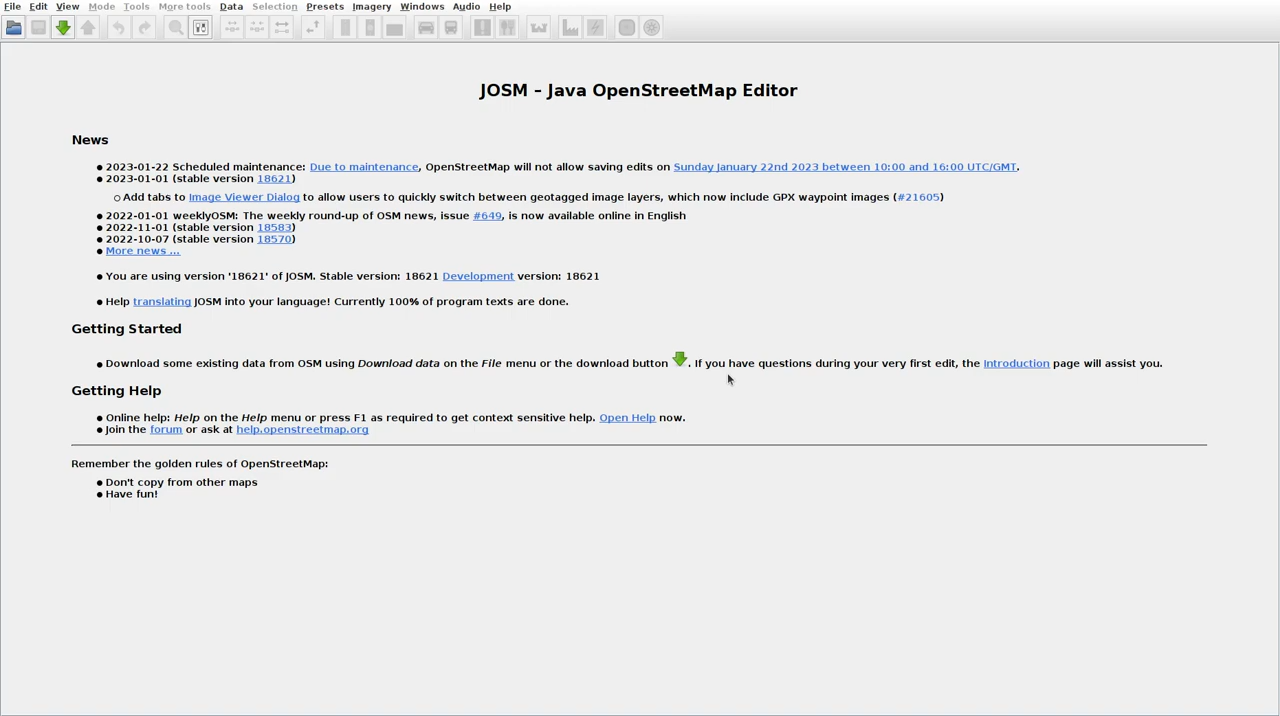 File Edit View Mode Tools More tools Data Selection Presets Imagery Windows Audio Help
JOSM – Java OpenStreetMap Editor
News
● 2023-01-22 Scheduled maintenance: Due to maintenance, OpenStreetMap will not allow saving edits on Sunday January 22nd 2023 between 10:00 and 16:00 UTC/GMT.
● 2023-01-01 (stable version 18621)
○ Add tabs to Image Viewer Dialog to allow users to quickly switch between geotagged image layers, which now include GPX waypoint images (#21605)
● 2022-01-01 weeklyOSM: The weekly round-up of OSM news, issue #649, is now available online in English
● 2022-11-01 (stable version 18583)
● 2022-10-07 (stable version 18570)
● More news ...
● You are using version '18621' of JOSM. Stable version: 18621 Development version: 18621
● Help translating JOSM into your language! Currently 100% of program texts are done.
Getting Started
● Download some existing data from OSM using Download data on the File menu or the download button . If you have questions during your very first edit, the Introduction page will assist you.
Getting Help
● Online help: Help on the Help menu or press F1 as required to get context sensitive help. Open Help now.
● Join the forum or ask at help.openstreetmap.org
Remember the golden rules of OpenStreetMap:
● Don't copy from other maps
● Have fun!